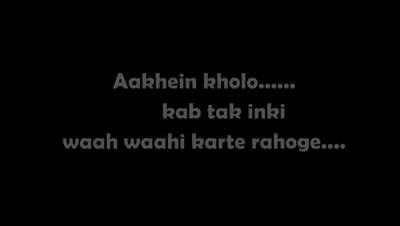 Aakhein kholo......
kab tak inki
waah waahi karte rahoge....